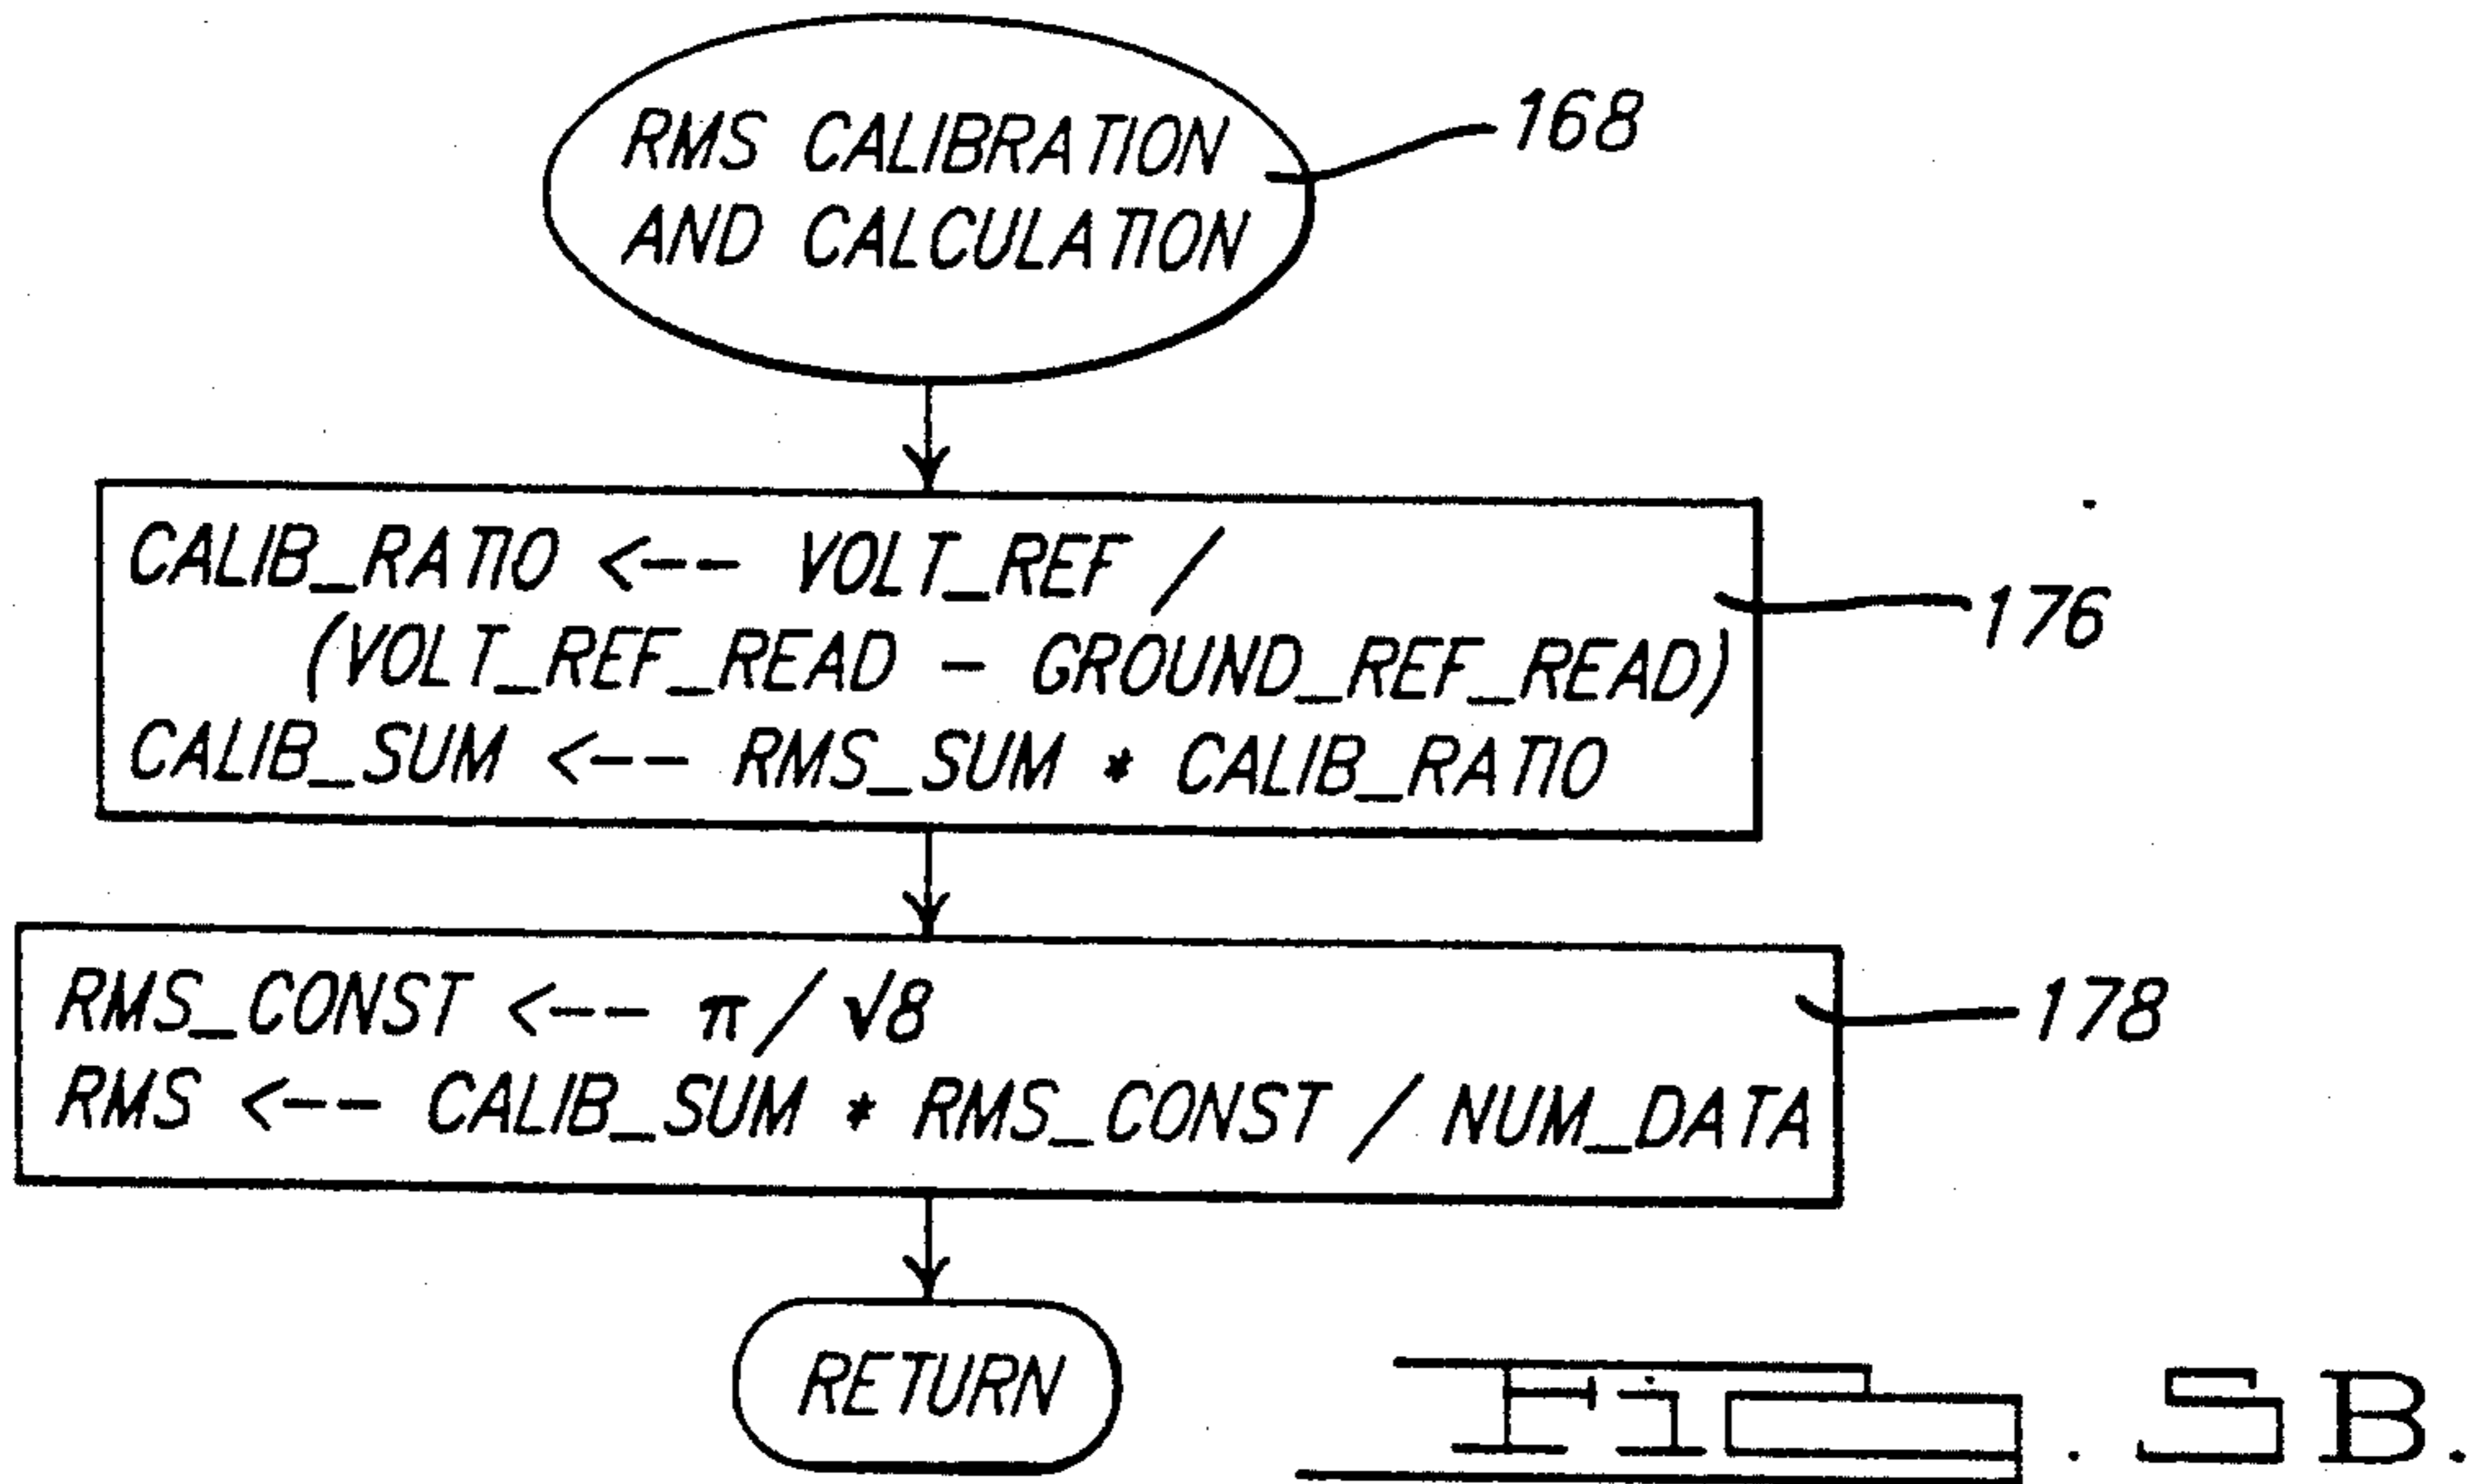 RMS CALIBRATION
AND CALCULATION
168
CALIB_RATIO <-- VOLT_REF /
(VOLT_REF_READ - GROUND_REF_READ)
CALIB_SUM <-- RMS_SUM * CALIB_RATIO
176
RMS_CONST <-- π / √8
RMS <-- CALIB_SUM * RMS_CONST / NUM_DATA
178
RETURN
FIG. 5B.